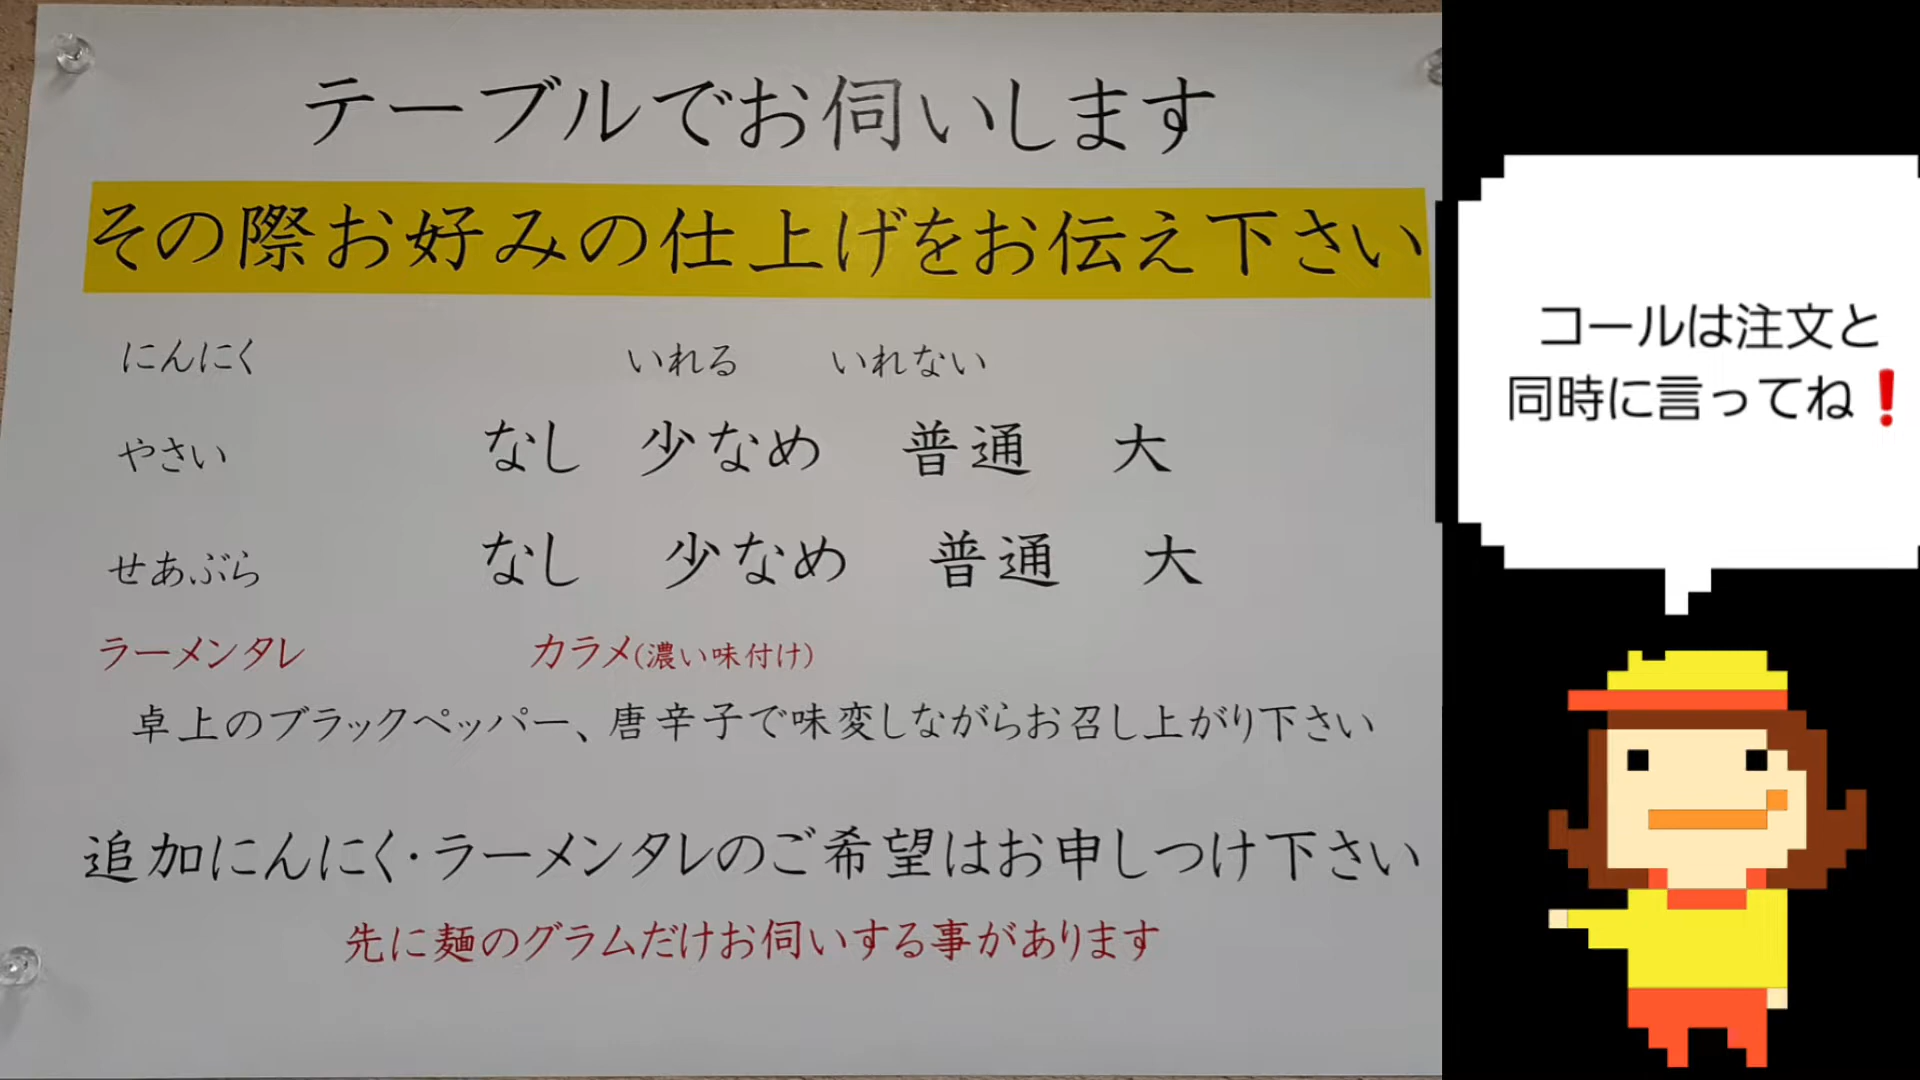 テーブルでお伺いします
その際お好みの仕上げをお伝え下さい
にんにく いれる いれない
やさい なし 少なめ 普通 大
せあぶら なし 少なめ 普通 大
ラーメンタレ カラメ(濃い味付け)
卓上のブラックペッパー、唐辛子で味変しながらお召し上がり下さい
追加にんにく・ラーメンタレのご希望はお申しつけ下さい
先に麺のグラムだけお伺いする事があります
コールは注文と
同時に言ってね❗